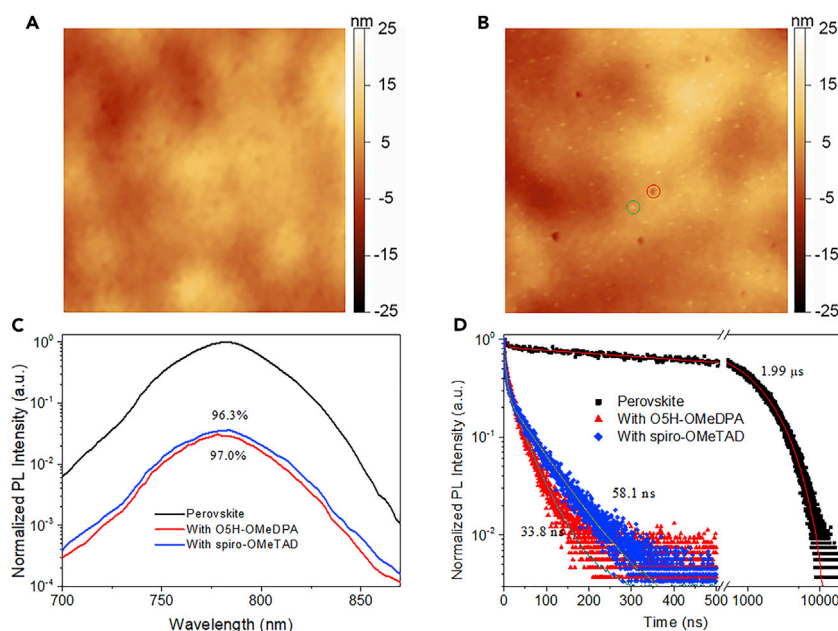 A
nm
25
15
5
-5
-15
-25
B
nm
25
15
5
-5
-15
-25
C
Normalized PL Intensity (a.u.)
10⁰
10⁻¹
10⁻²
10⁻³
10⁻⁴
96.3%
97.0%
Perovskite
With O5H-OMeDPA
With spiro-OMeTAD
700
750
800
850
Wavelength (nm)
D
Normalized PL Intensity (a.u.)
10⁰
10⁻¹
10⁻²
1.99 µs
Perovskite
With O5H-OMeDPA
With spiro-OMeTAD
58.1 ns
33.8 ns
0
100
200
300
400
500
1000
10000
Time (ns)